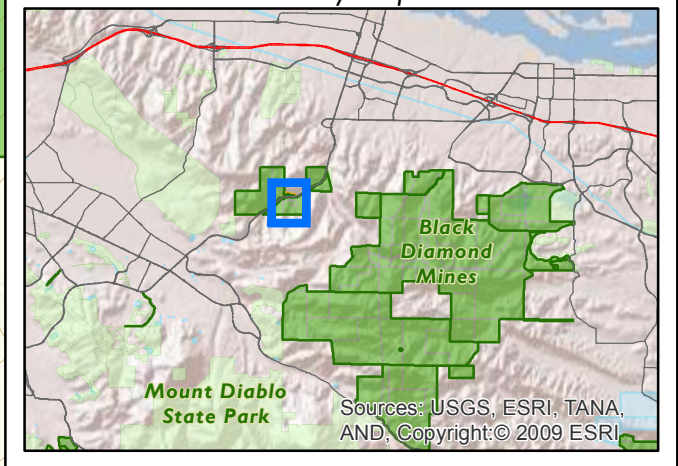 Black
Diamond
Mines
Mount Diablo
State Park
Sources: USGS, ESRI, TANA,
AND, Copyright:© 2009 ESRI